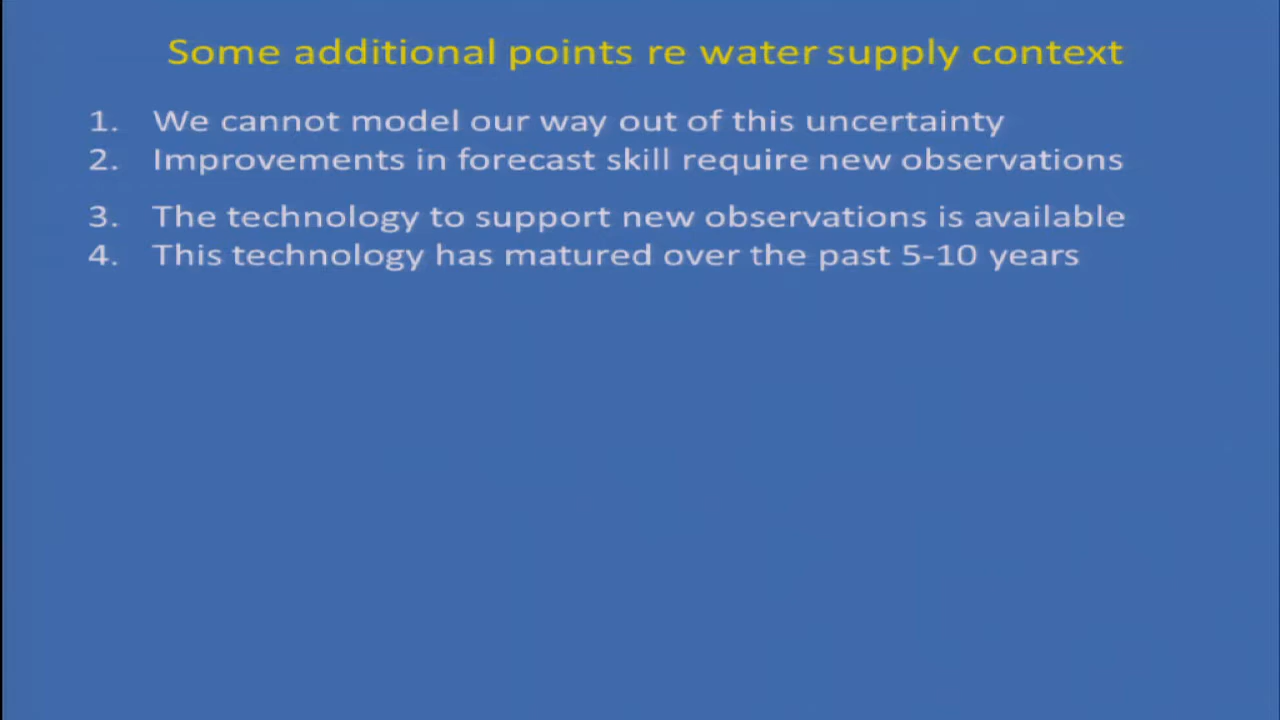 Some additional points re water supply context
1. We cannot model our way out of this uncertainty
2. Improvements in forecast skill require new observations
3. The technology to support new observations is available
4. This technology has matured over the past 5-10 years